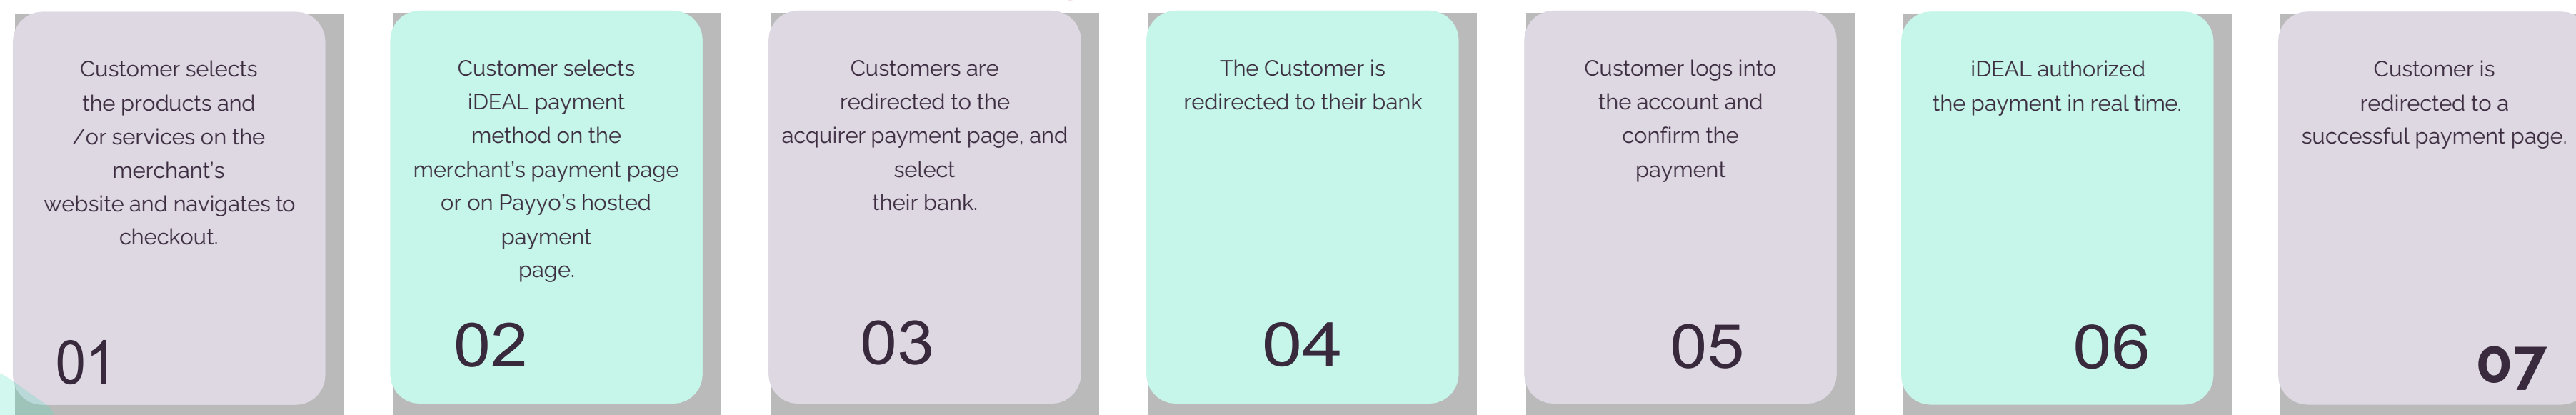 Customer selects
the products and
/or services on the
merchant's
website and navigates to
checkout.
01
Customer selects
iDEAL payment
method on the
merchant's payment page
or on Payyo's hosted
payment
page.
02
Customers are
redirected to the
acquirer payment page, and
select
their bank.
03
The Customer is
redirected to their bank
04
Customer logs into
the account and
confirm the
payment
05
iDEAL authorized
the payment in real time.
06
Customer is
redirected to a
successful payment page.
07